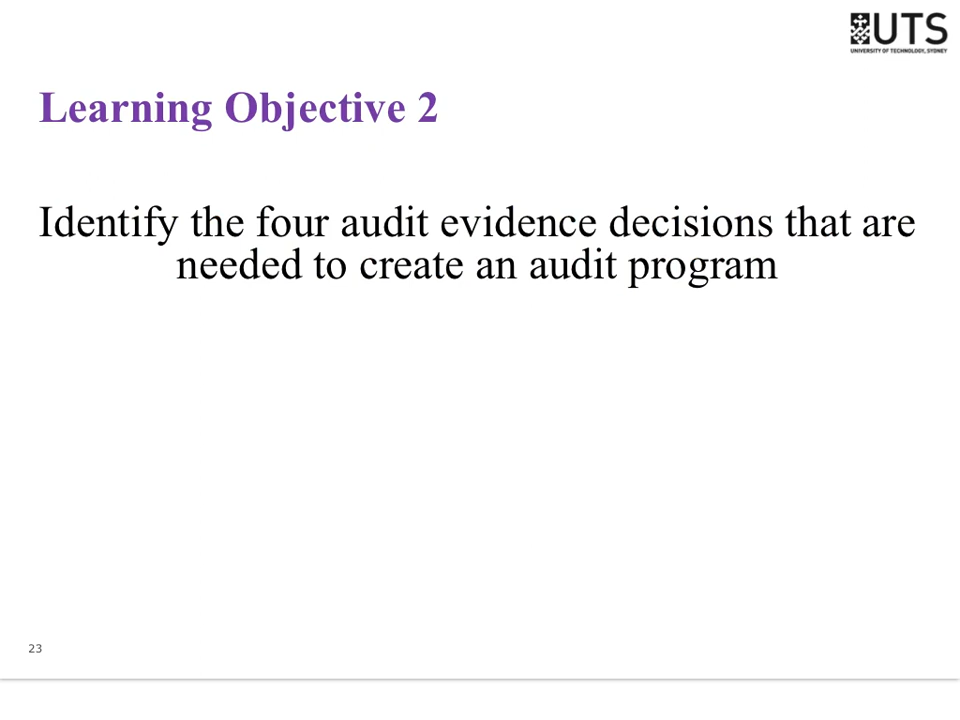 UTS
UNIVERSITY OF TECHNOLOGY, SYDNEY
Learning Objective 2
Identify the four audit evidence decisions that are
needed to create an audit program
23